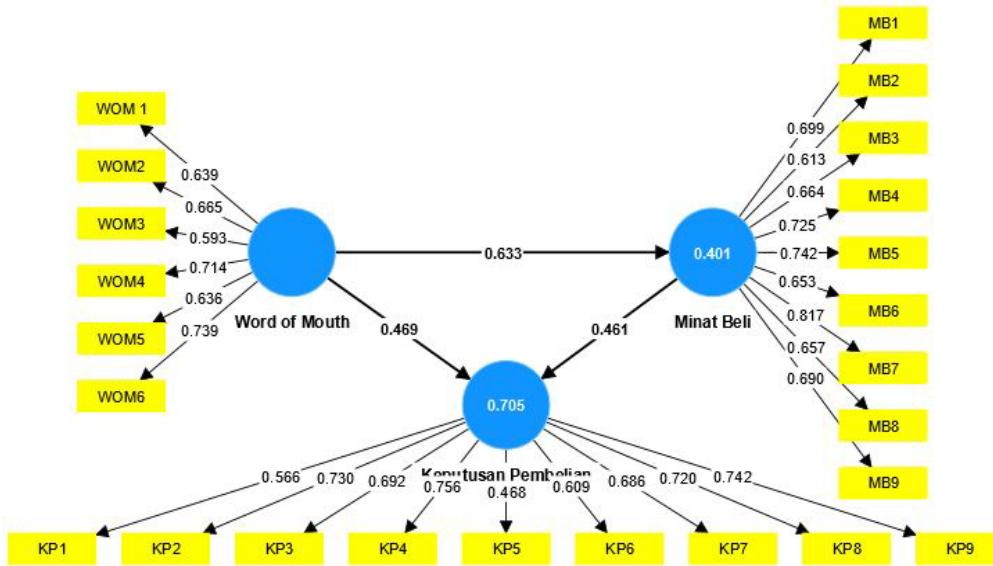 MB1
MB2
MB3
MB4
MB5
MB6
MB7
MB8
MB9
0.699
0.613
0.664
0.725
0.742
0.653
0.817
0.657
0.690
WOM 1
WOM2
WOM3
WOM4
WOM5
WOM6
0.639
0.665
0.593
0.714
0.636
0.739
Word of Mouth
0.633
0.401
Minat Beli
0.469
0.461
0.705
Keputusan Pembelian
0.566
0.730
0.692
0.756
0.468
0.609
0.686
0.720
0.742
KP1
KP2
KP3
KP4
KP5
KP6
KP7
KP8
KP9